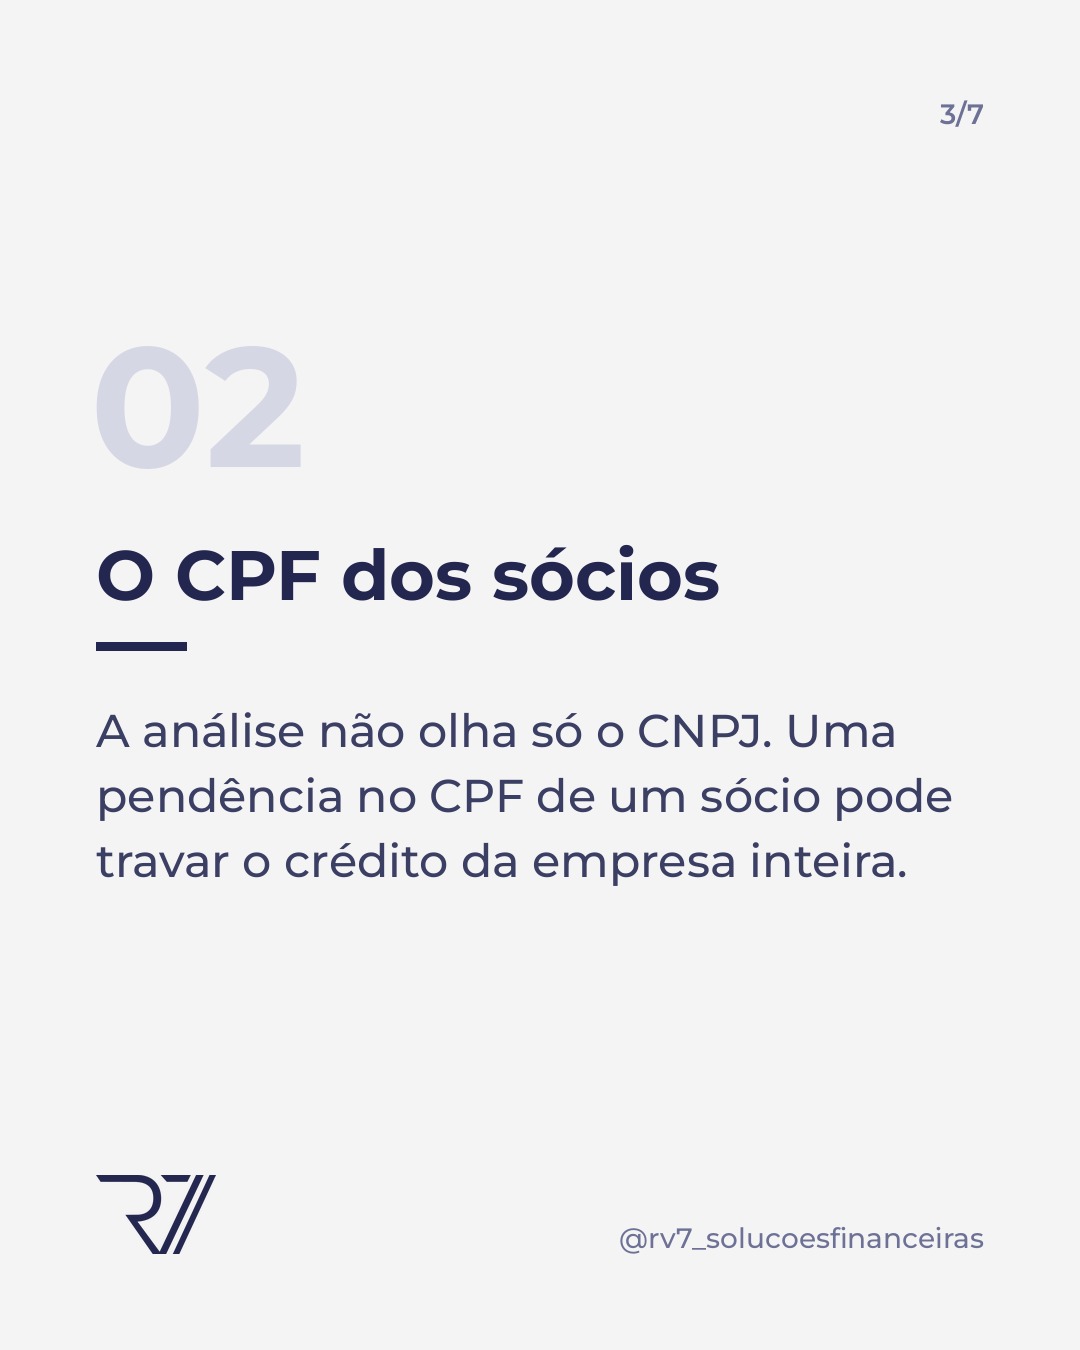 3/7
02
O CPF dos sócios
A análise não olha só o CNPJ. Uma
pendência no CPF de um sócio pode
travar o crédito da empresa inteira.
RV7
@rv7_solucoesfinanceiras